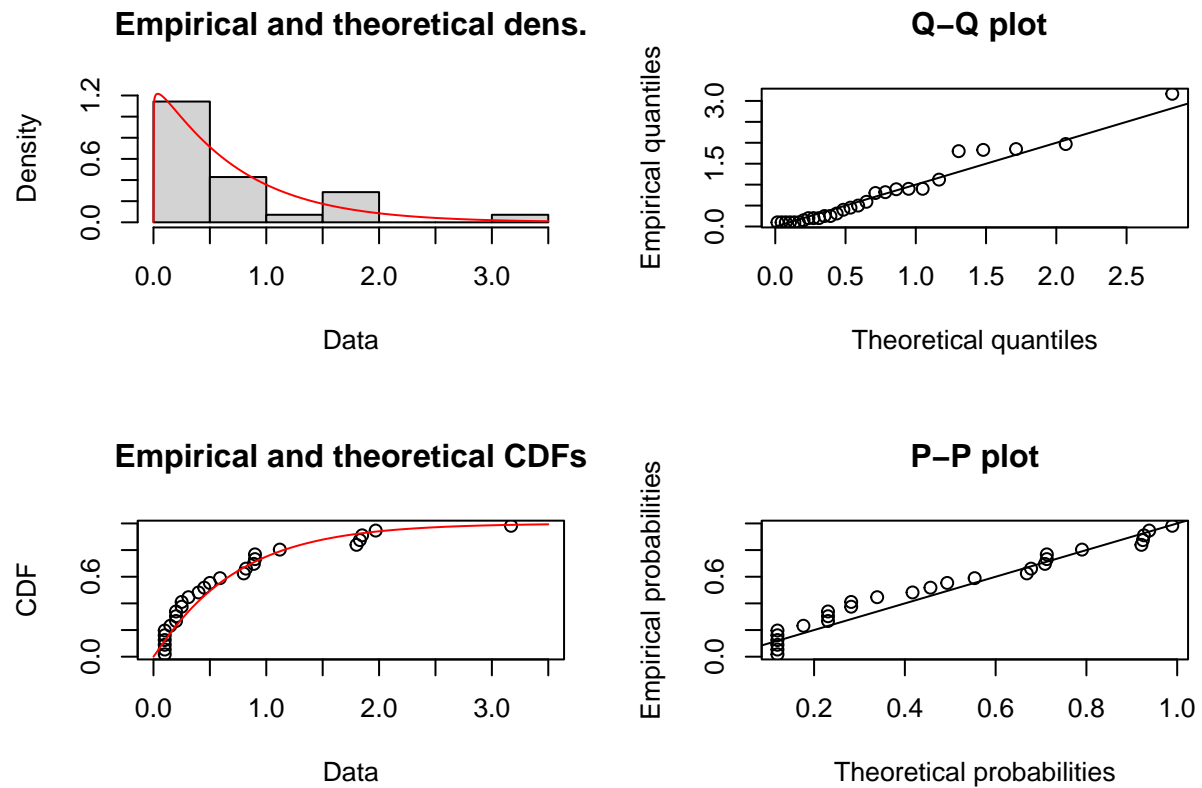 Empirical and theoretical dens.
Density
0.0 0.6 1.2
0.0 1.0 2.0 3.0
Data
Q−Q plot
Empirical quantiles
0.0 1.5 3.0
0.0 0.5 1.0 1.5 2.0 2.5
Theoretical quantiles
Empirical and theoretical CDFs
CDF
0.0 0.6
0.0 1.0 2.0 3.0
Data
P−P plot
Empirical probabilities
0.0 0.6
0.2 0.4 0.6 0.8 1.0
Theoretical probabilities